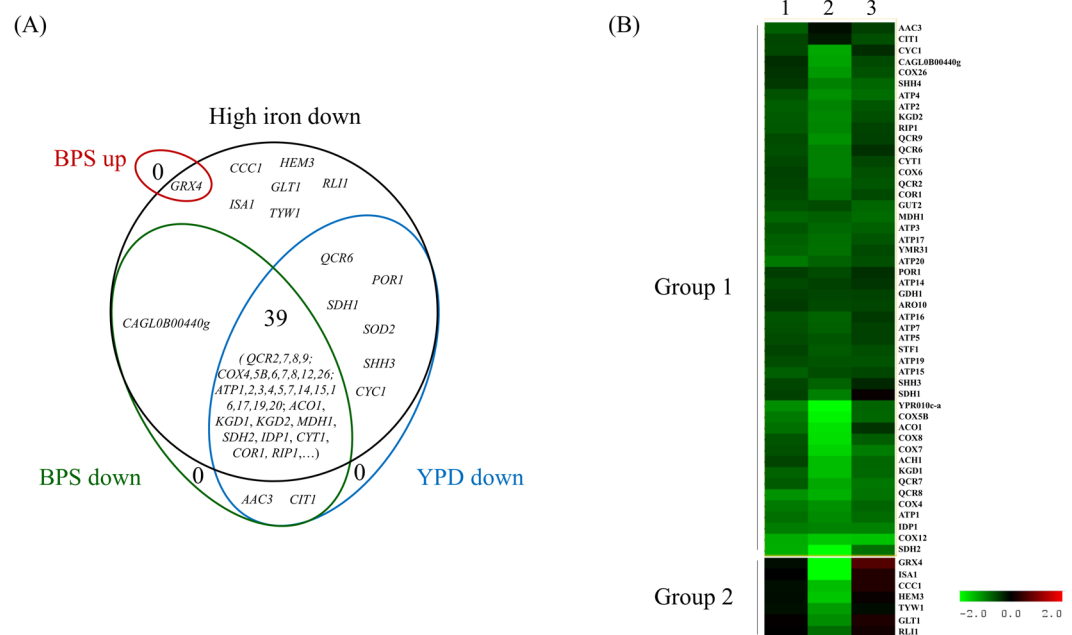 (A)
High iron down
BPS up
0
GRX4
CCC1
HEM3
GLT1
RLI1
ISA1
TYW1
QCR6
POR1
SDH1
SOD2
SHH3
CYC1
CAGL0B00440g
39
( QCR2,7,8,9;
COX4,5B,6,7,8,12,26;
ATP1,2,3,4,5,7,14,15,1
6,17,19,20; ACO1,
KGD1, KGD2, MDH1,
SDH2, IDP1, CYT1,
COR1, RIP1,…)
BPS down
0
0
YPD down
AAC3
CIT1
(B)
1 2 3
Group 1
AAC3
CIT1
CYC1
CAGL0B00440g
COX26
SHH4
ATP4
ATP2
KGD2
RIP1
QCR9
QCR6
CYT1
COX6
QCR2
COR1
GUT2
MDH1
ATP3
ATP17
YMR31
ATP20
POR1
ATP14
GDH1
ARO10
ATP16
ATP7
ATP5
STF1
ATP19
ATP15
SHH3
SDH1
YPR010c-a
COX5B
ACO1
COX8
COX7
ACH1
KGD1
QCR7
QCR8
COX4
ATP1
IDP1
COX12
SDH2
Group 2
GRX4
ISA1
CCC1
HEM3
TYW1
GLT1
RLI1
-2.0 0.0 2.0